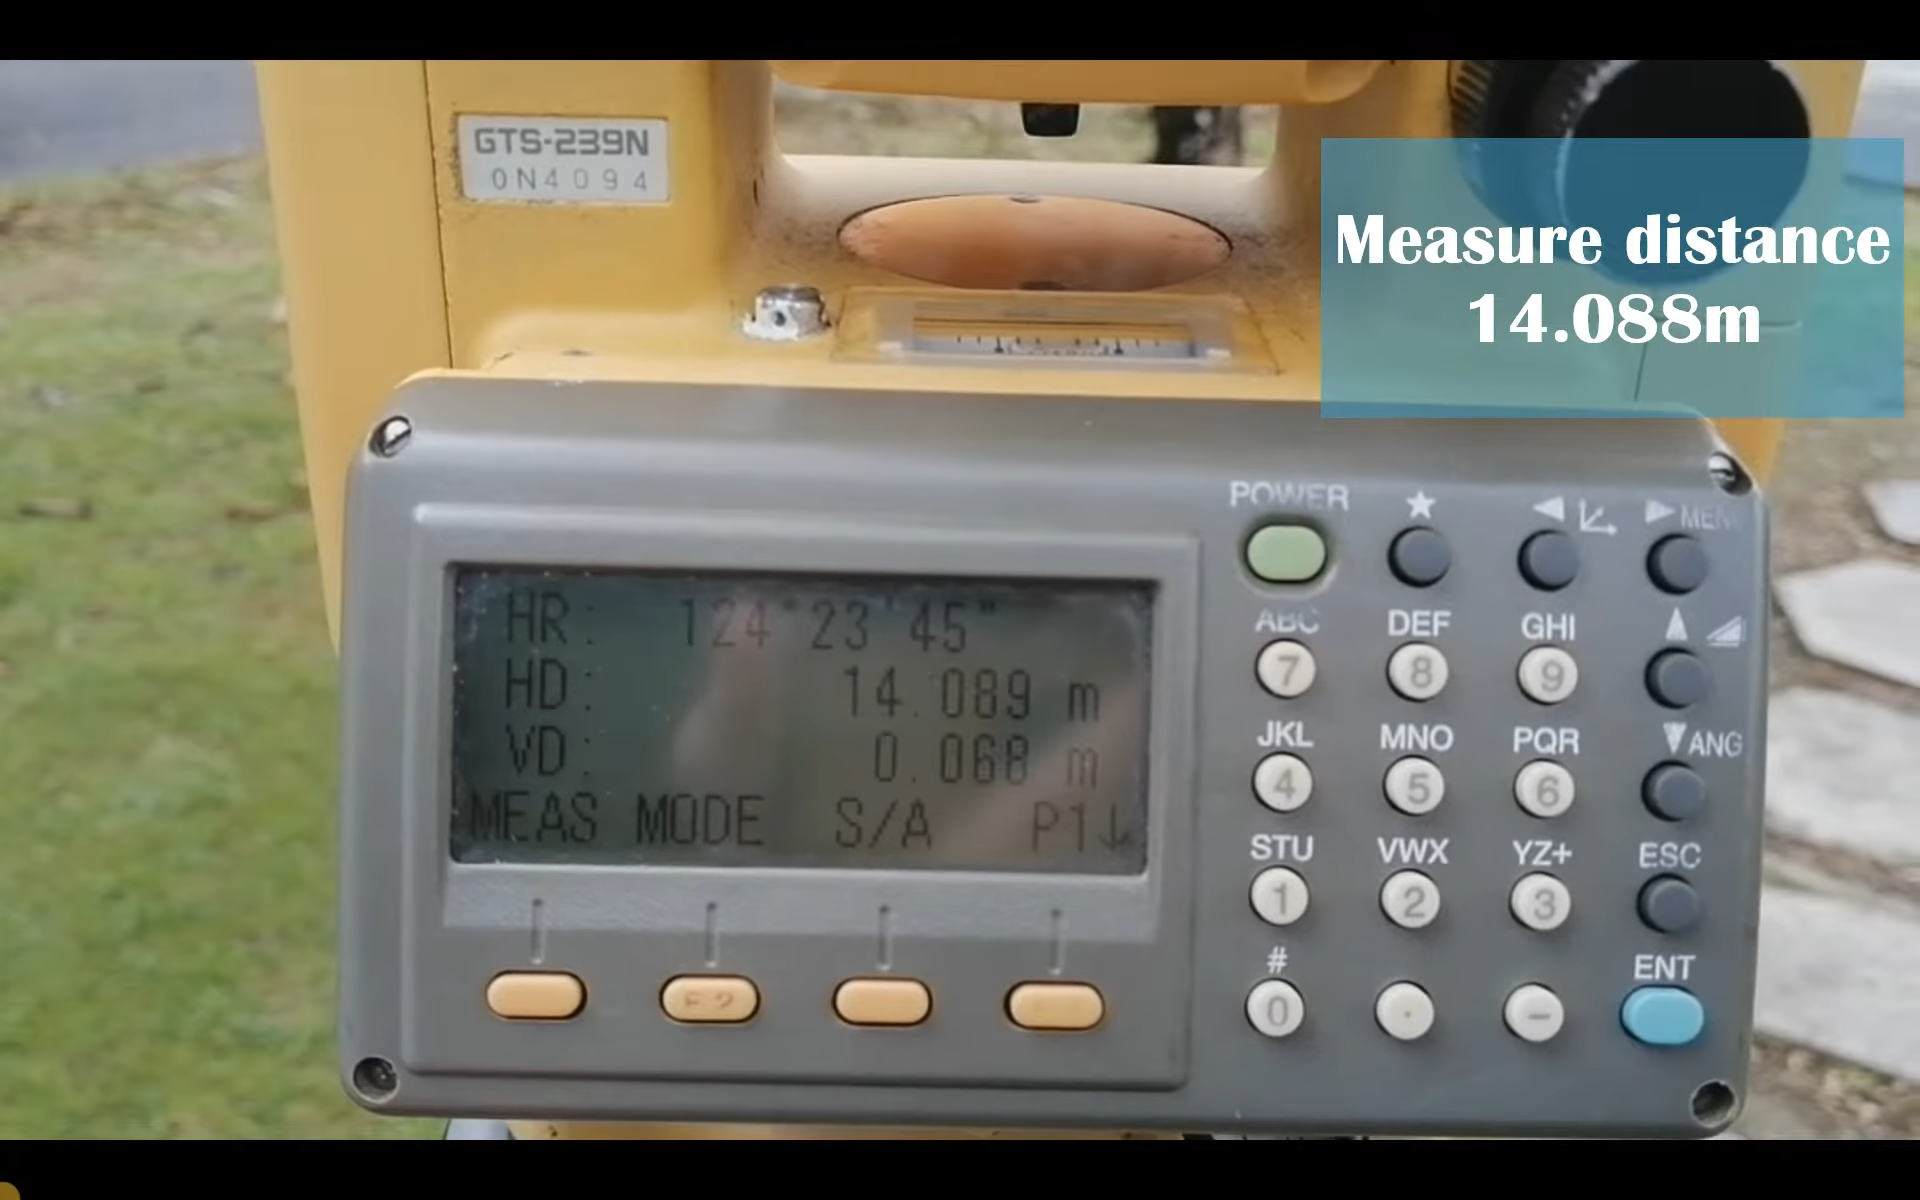 GTS-239N
0N4094
Measure distance
14.088m
HR: 124°23'45"
HD: 14.089 m
VD: 0.068 m
MEAS MODE S/A P1↓
POWER ★ ◄ ► MENU
ABC DEF GHI ▲
7 8 9
JKL MNO PQR ▼ ANG
4 5 6
STU VWX YZ+ ESC
1 2 3
# ENT
F2
0 . -